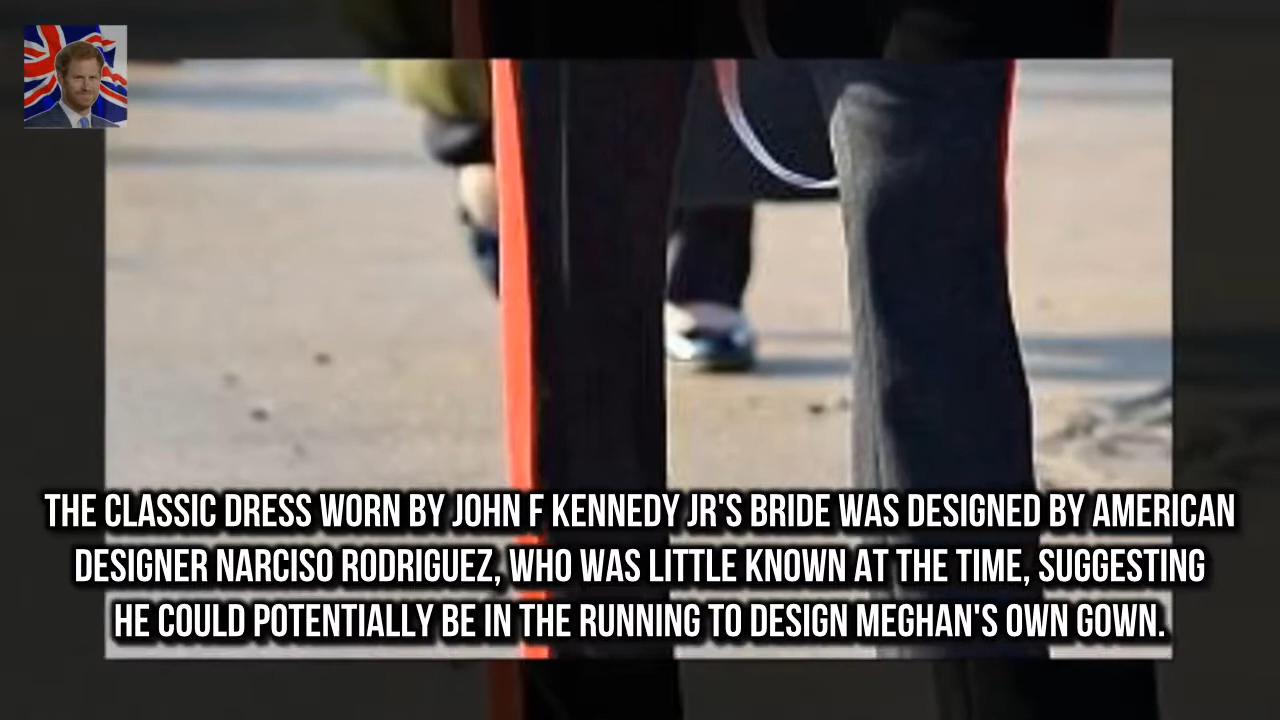 THE CLASSIC DRESS WORN BY JOHN F KENNEDY JR'S BRIDE WAS DESIGNED BY AMERICAN
DESIGNER NARCISO RODRIGUEZ, WHO WAS LITTLE KNOWN AT THE TIME, SUGGESTING
HE COULD POTENTIALLY BE IN THE RUNNING TO DESIGN MEGHAN'S OWN GOWN.